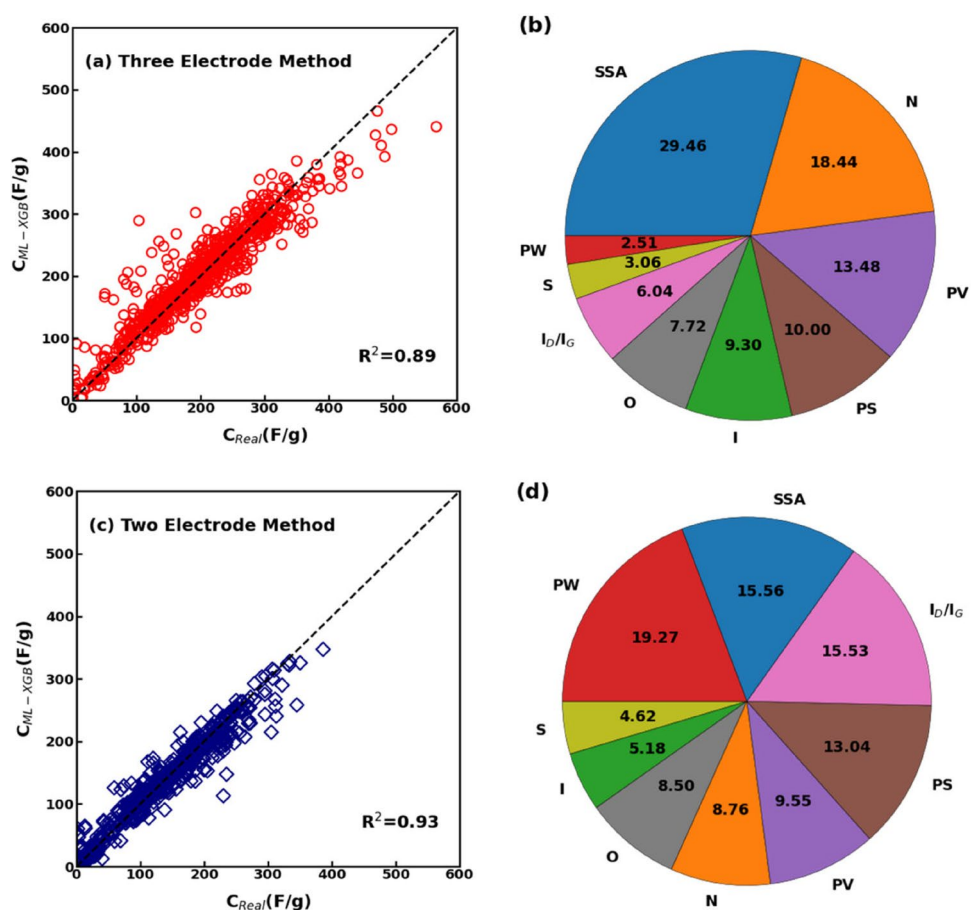 (a) Three Electrode Method
600
500
400
300
200
100
0
0 100 200 300 400 500 600
C_ML-XGB(F/g)
R²=0.89
C_Real(F/g)
(b)
SSA
N
29.46
18.44
PW
2.51
13.48
PV
S
3.06
6.04
I_D/I_G
7.72
9.30
10.00
O
I
PS
(c) Two Electrode Method
600
500
400
300
200
100
0
0 100 200 300 400 500 600
C_ML-XGB(F/g)
R²=0.93
C_Real(F/g)
(d)
SSA
PW
15.56
I_D/I_G
19.27
15.53
S
4.62
13.04
PS
5.18
I
8.50
8.76
9.55
O
N
PV